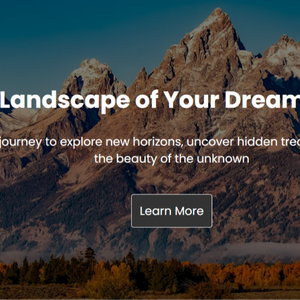 Landscape of Your Dream
journey to explore new horizons, uncover hidden trea
the beauty of the unknown
Learn More